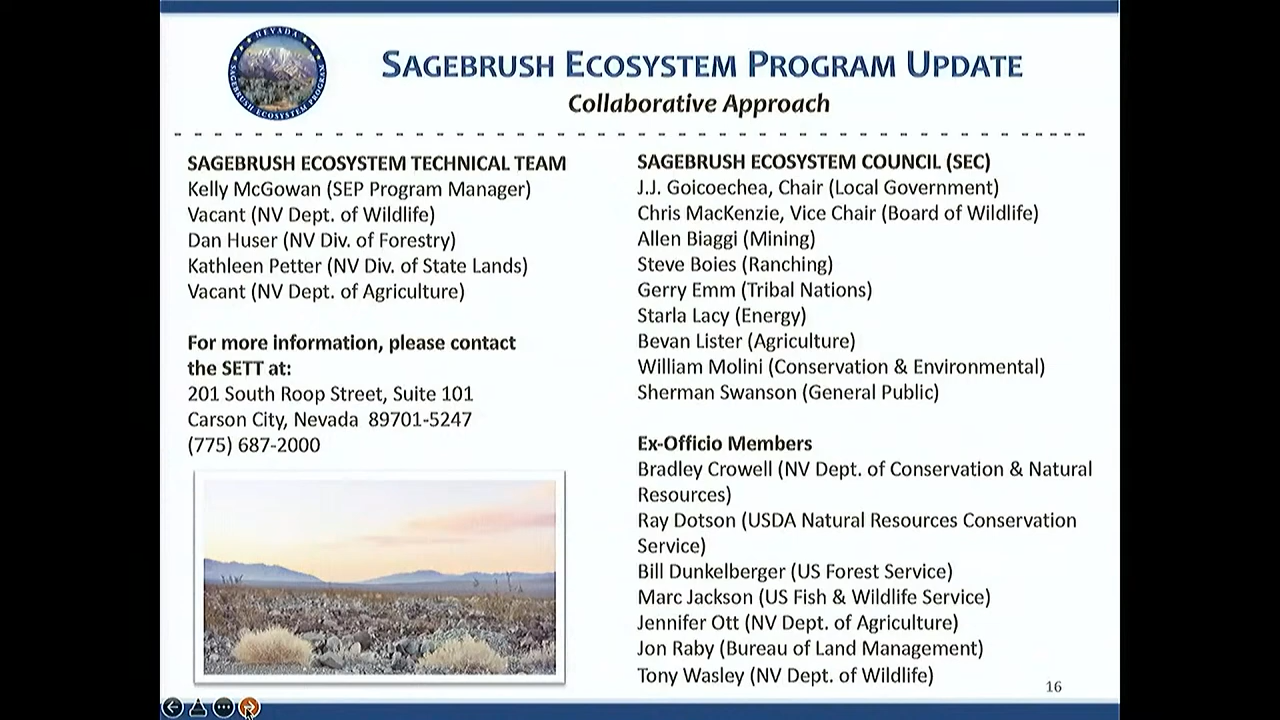 NEVADA
SAGEBRUSH ECOSYSTEM PROGRAM
SAGEBRUSH ECOSYSTEM PROGRAM UPDATE
Collaborative Approach
SAGEBRUSH ECOSYSTEM TECHNICAL TEAM
Kelly McGowan (SEP Program Manager)
Vacant (NV Dept. of Wildlife)
Dan Huser (NV Div. of Forestry)
Kathleen Petter (NV Div. of State Lands)
Vacant (NV Dept. of Agriculture)
For more information, please contact
the SETT at:
201 South Roop Street, Suite 101
Carson City, Nevada 89701-5247
(775) 687-2000
SAGEBRUSH ECOSYSTEM COUNCIL (SEC)
J.J. Goicoechea, Chair (Local Government)
Chris MacKenzie, Vice Chair (Board of Wildlife)
Allen Biaggi (Mining)
Steve Boies (Ranching)
Gerry Emm (Tribal Nations)
Starla Lacy (Energy)
Bevan Lister (Agriculture)
William Molini (Conservation & Environmental)
Sherman Swanson (General Public)
Ex-Officio Members
Bradley Crowell (NV Dept. of Conservation & Natural
Resources)
Ray Dotson (USDA Natural Resources Conservation
Service)
Bill Dunkelberger (US Forest Service)
Marc Jackson (US Fish & Wildlife Service)
Jennifer Ott (NV Dept. of Agriculture)
Jon Raby (Bureau of Land Management)
Tony Wasley (NV Dept. of Wildlife)
16